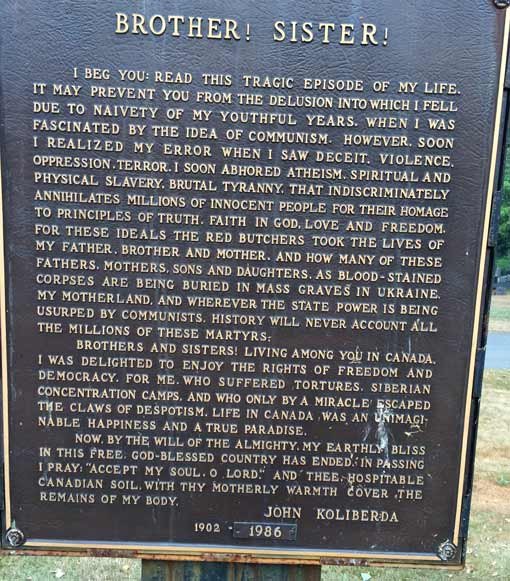 BROTHER! SISTER!
I BEG YOU: READ THIS TRAGIC EPISODE OF MY LIFE.
IT MAY PREVENT YOU FROM THE DELUSION INTO WHICH I FELL
DUE TO NAIVETY OF MY YOUTHFUL YEARS, WHEN I WAS
FASCINATED BY THE IDEA OF COMMUNISM. HOWEVER, SOON
I REALIZED MY ERROR WHEN I SAW DECEIT, VIOLENCE,
OPPRESSION, TERROR. I SOON ABHORED ATHEISM, SPIRITUAL AND
PHYSICAL SLAVERY, BRUTAL TYRANNY, THAT INDISCRIMINATELY
ANNIHILATES MILLIONS OF INNOCENT PEOPLE FOR THEIR HOMAGE
TO PRINCIPLES OF TRUTH, FAITH IN GOD, LOVE AND FREEDOM.
FOR THESE IDEALS THE RED BUTCHERS TOOK THE LIVES OF
MY FATHER, BROTHER AND MOTHER. AND HOW MANY OF THESE
FATHERS, MOTHERS, SONS AND DAUGHTERS, AS BLOOD-STAINED
CORPSES ARE BEING BURIED IN MASS GRAVES IN UKRAINE,
MY MOTHERLAND, AND WHEREVER THE STATE POWER IS BEING
USURPED BY COMMUNISTS. HISTORY WILL NEVER ACCOUNT ALL
THE MILLIONS OF THESE MARTYRS.
BROTHERS AND SISTERS! LIVING AMONG YOU IN CANADA,
I WAS DELIGHTED TO ENJOY THE RIGHTS OF FREEDOM AND
DEMOCRACY. FOR ME, WHO SUFFERED TORTURES, SIBERIAN
CONCENTRATION CAMPS, AND WHO ONLY BY A MIRACLE ESCAPED
THE CLAWS OF DESPOTISM, LIFE IN CANADA WAS AN UNIMAGI-
NABLE HAPPINESS AND A TRUE PARADISE.
NOW, BY THE WILL OF THE ALMIGHTY, MY EARTHLY BLISS
IN THIS FREE, GOD-BLESSED COUNTRY HAS ENDED. IN PASSING
I PRAY: "ACCEPT MY SOUL, O LORD," AND THEE, HOSPITABLE
CANADIAN SOIL, WITH THY MOTHERLY WARMTH COVER THE
REMAINS OF MY BODY.
JOHN KOLIBERDA
1902 - 1986